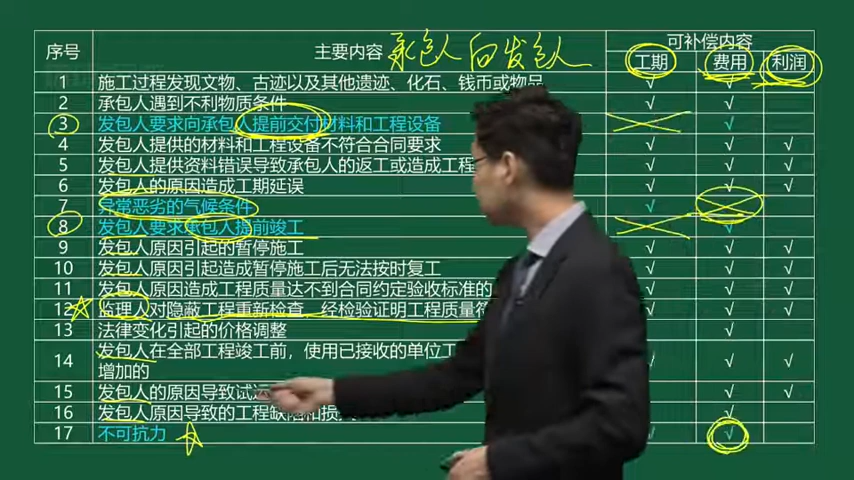 承包人向发包人
序号 主要内容 可补偿内容
工期 费用 利润
1 施工过程发现文物、古迹以及其他遗迹、化石、钱币或物品 √ √
2 承包人遇到不利物质条件 √ √
3 发包人要求向承包人提前交付材料和工程设备 √
4 发包人提供的材料和工程设备不符合合同要求 √ √ √
5 发包人提供资料错误导致承包人的返工或造成工程 √ √ √
6 发包人的原因造成工期延误 √ √ √
7 异常恶劣的气候条件 √
8 发包人要求承包人提前竣工 √
9 发包人原因引起的暂停施工 √ √ √
10 发包人原因引起造成暂停施工后无法按时复工 √ √ √
11 发包人原因造成工程质量达不到合同约定验收标准的 √ √ √
12 监理人对隐蔽工程重新检查，经检验证明工程质量符 √ √ √
13 法律变化引起的价格调整 √
14 发包人在全部工程竣工前，使用已接收的单位工 √ √ √
增加的
15 发包人的原因导致试运 √ √
16 发包人原因导致的工程缺陷和损 √
17 不可抗力 √ √